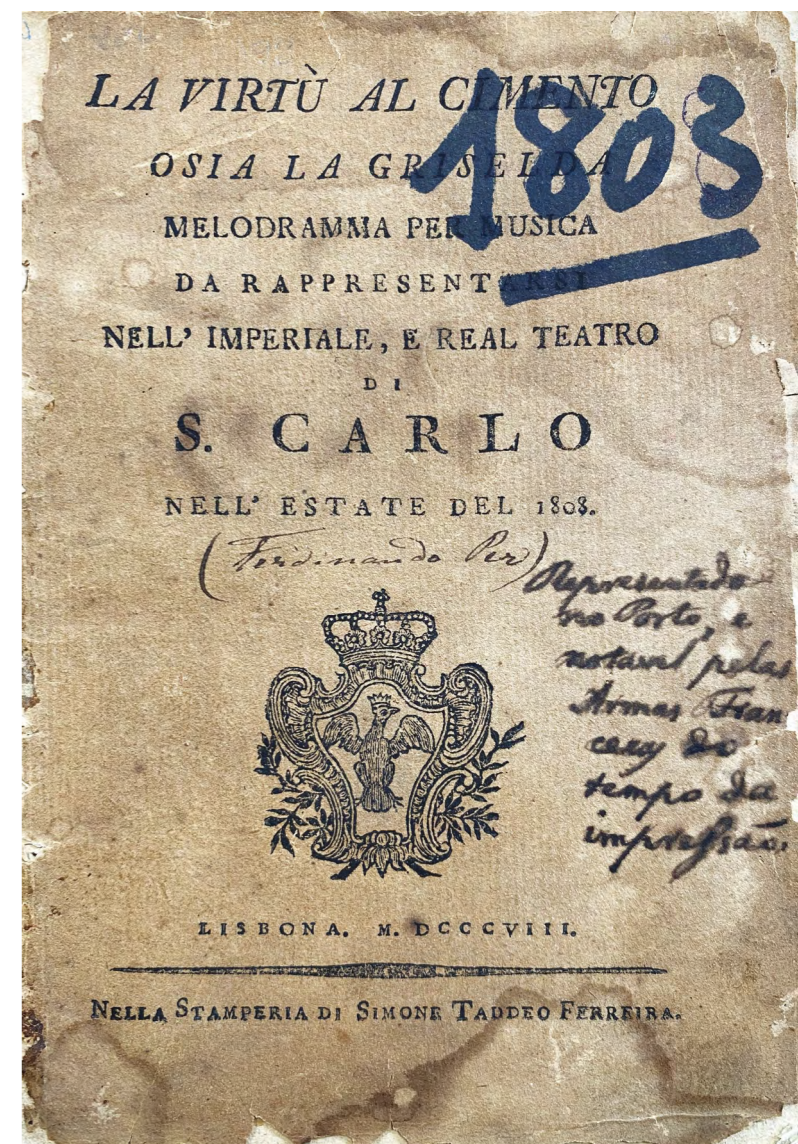 LA VIRTÙ AL CIMENTO
OSIA LA GRISELDA
MELODRAMMA PER MUSICA
DA RAPPRESENTARSI
NELL' IMPERIALE, E REAL TEATRO
DI
S. CARLO
NELL' ESTATE DEL 1808.
1803
(Ferdinando Per)
Representado
no Porto, e
notavel pelas
Armas Fran
cezas do
tempo da
impressão.
LISBONA. M. DCCCVIII.
NELLA STAMPERIA DI SIMONE TADDEO FERREIRA.